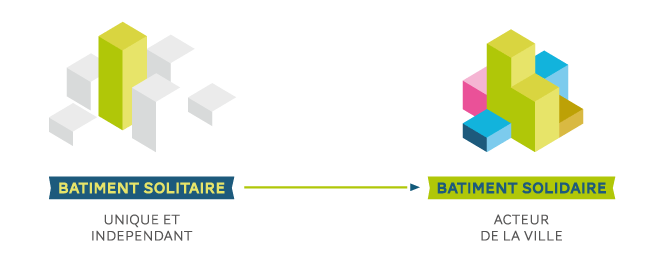 BATIMENT SOLITAIRE
UNIQUE ET
INDEPENDANT
BATIMENT SOLIDAIRE
ACTEUR
DE LA VILLE